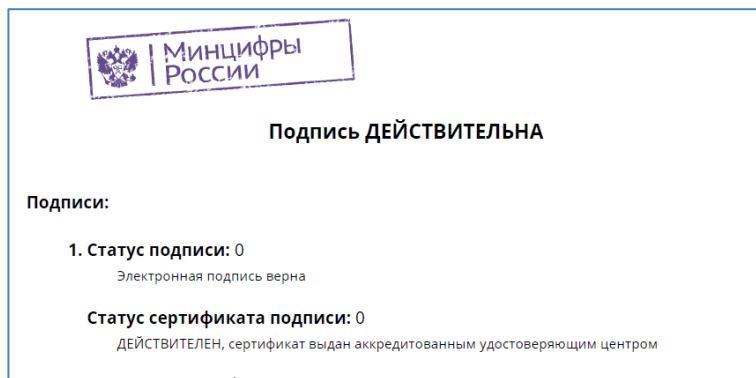 Минцифры
России
Подпись ДЕЙСТВИТЕЛЬНА
Подписи:
1. Статус подписи: 0
Электронная подпись верна
Статус сертификата подписи: 0
ДЕЙСТВИТЕЛЕН, сертификат выдан аккредитованным удостоверяющим центром